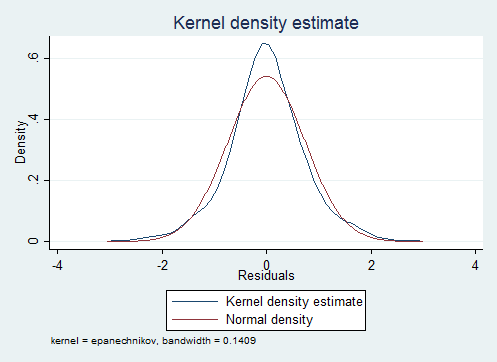 Kernel density estimate
Density
.6
.4
.2
0
-4
-2
0
2
4
Residuals
Kernel density estimate
Normal density
kernel = epanechnikov, bandwidth = 0.1409